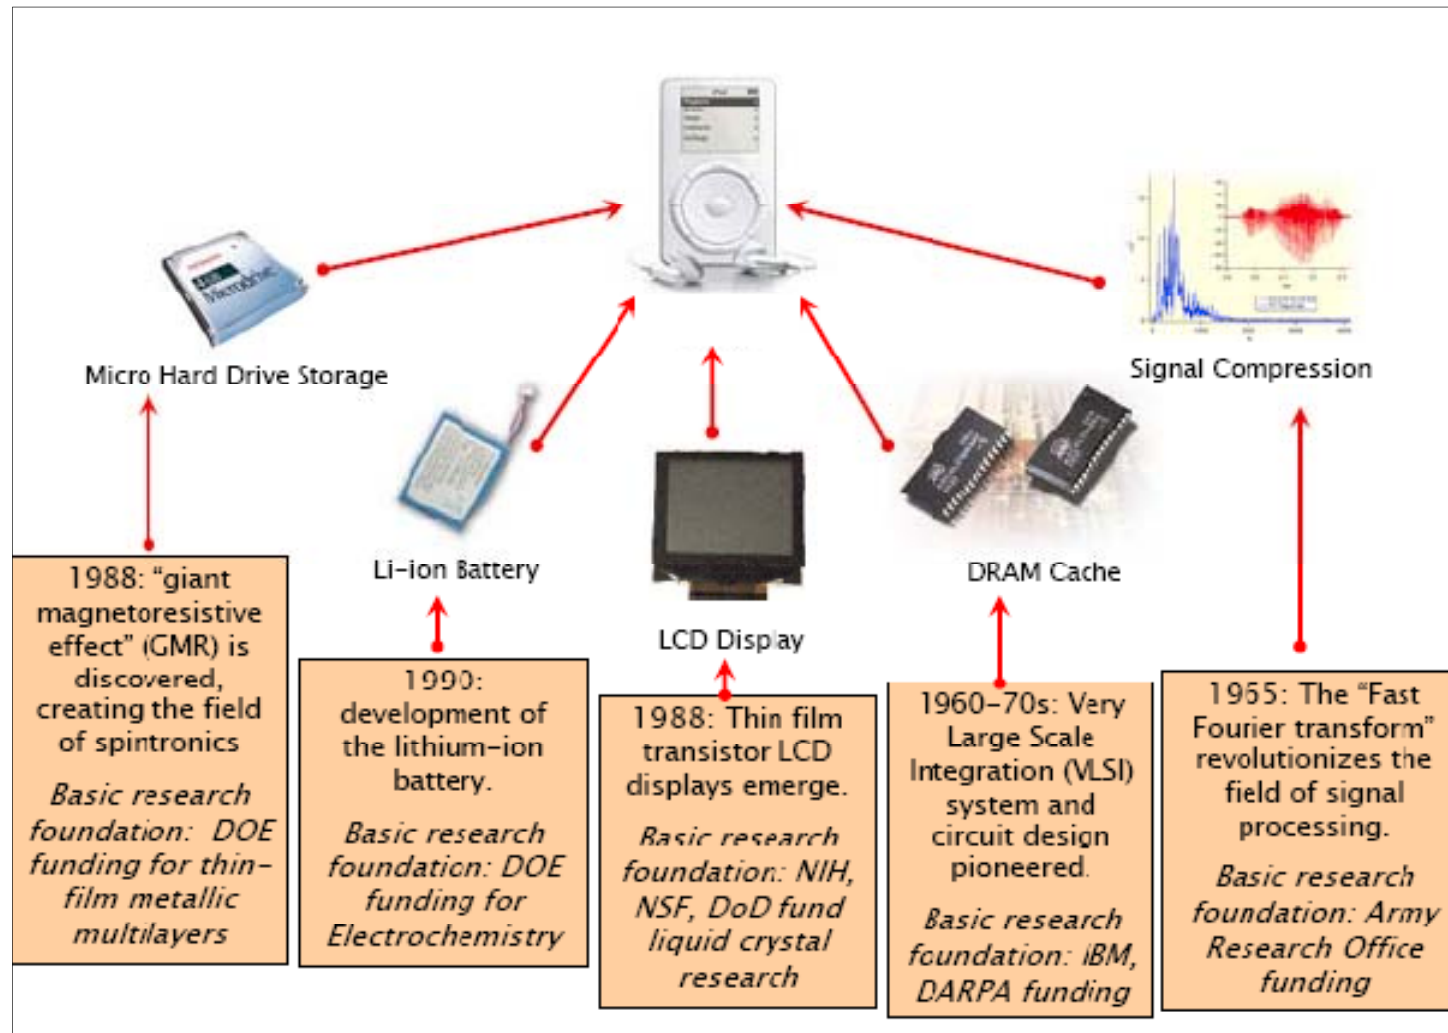 iPod
4GB
Microdrive
Micro Hard Drive Storage
Signal Compression
Li-ion Battery
DRAM Cache
LCD Display
1988: “giant
magnetoresistive
effect” (GMR) is
discovered,
creating the field
of spintronics
Basic research
foundation: DOE
funding for thin-
film metallic
multilayers
1990:
development of
the lithium-ion
battery.
Basic research
foundation: DOE
funding for
Electrochemistry
1988: Thin film
transistor LCD
displays emerge.
Basic research
foundation: NIH,
NSF, DoD fund
liquid crystal
research
1960-70s: Very
Large Scale
Integration (VLSI)
system and
circuit design
pioneered.
Basic research
foundation: IBM,
DARPA funding
1965: The “Fast
Fourier transform”
revolutionizes the
field of signal
processing.
Basic research
foundation: Army
Research Office
funding